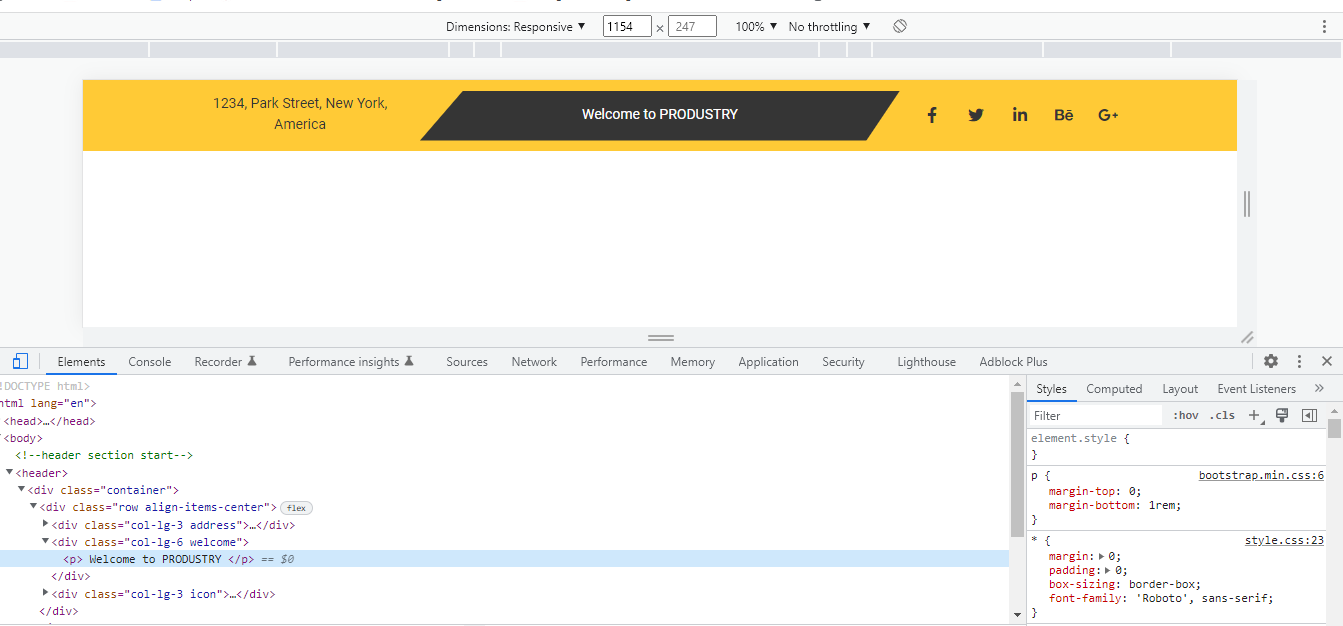 Dimensions: Responsive ▼ 1154 × 247 100% ▼ No throttling ▼
1234, Park Street, New York,
America
Welcome to PRODUSTRY
f in Bē G+
Elements Console Recorder Performance insights Sources Network Performance Memory Application Security Lighthouse Adblock Plus
!DOCTYPE html>
html lang="en">
<head>…</head>
<body>
<!--header section start-->
▼<header>
▼<div class="container">
▼<div class="row align-items-center"> flex
▶<div class="col-lg-3 address">…</div>
▼<div class="col-lg-6 welcome">
<p> Welcome to PRODUSTRY </p> == $0
</div>
▶<div class="col-lg-3 icon">…</div>
</div>
Styles Computed Layout Event Listeners »
Filter :hov .cls +
element.style {
}
p { bootstrap.min.css:6
margin-top: 0;
margin-bottom: 1rem;
}
* { style.css:23
margin: ▶ 0;
padding: ▶ 0;
box-sizing: border-box;
font-family: 'Roboto', sans-serif;
}